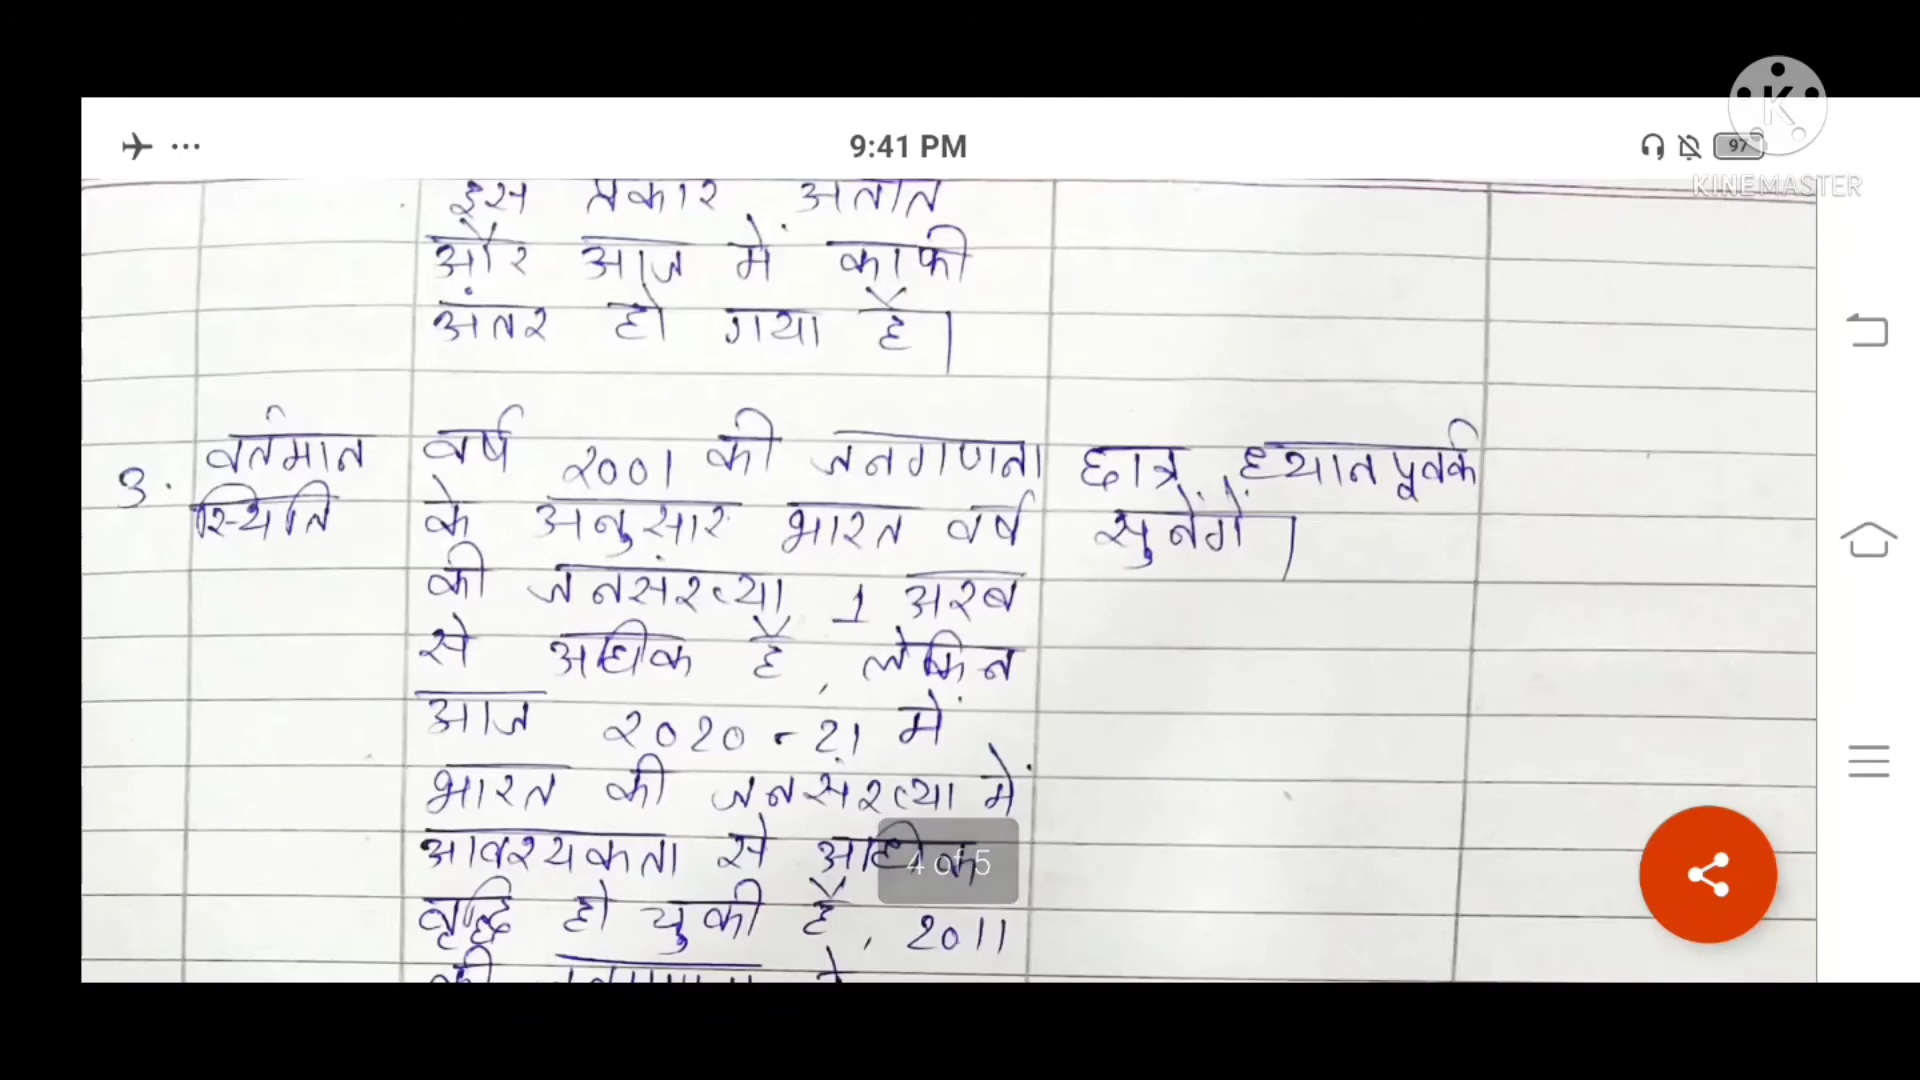 9:41 PM
97
KINEMASTER
इस प्रकार अतीत
और आज में काफी
अंतर हो गया है।
3. वर्तमान स्थिति
वर्ष 2001 की जनगणना
के अनुसार भारत वर्ष
की जनसंख्या 1 अरब
से अधीक है, लेकिन
आज 2020-21 में
भारत की जनसंख्या में
आवश्यकता से अधिक
वृद्धि हो चुकी है, 2011
छात्र ध्यानपूर्वक
सुनेगें।
4 of 5